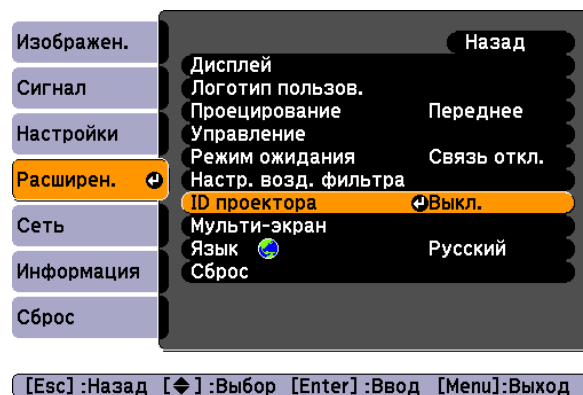 Изображен.
Сигнал
Настройки
Расширен.
Сеть
Информация
Сброс
Назад
Дисплей
Логотип пользов.
Проецирование Переднее
Управление
Режим ожидания Связь откл.
Настр. возд. фильтра
ID проектора Выкл.
Мульти-экран
Язык Русский
Сброс
[Esc] :Назад [◆] :Выбор [Enter] :Ввод [Menu]:Выход